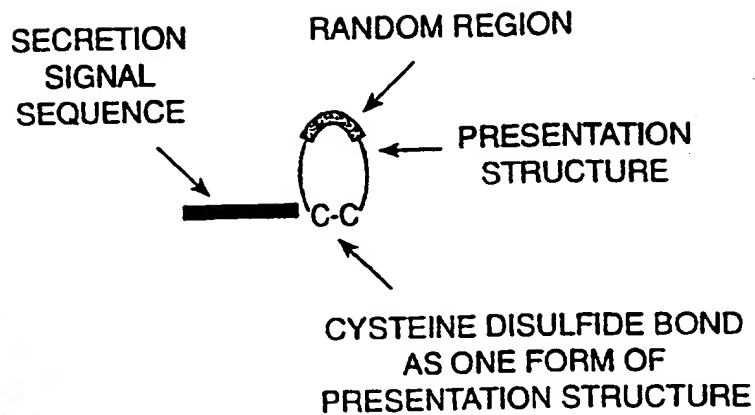 SECRETION
SIGNAL
SEQUENCE
RANDOM REGION
PRESENTATION
STRUCTURE
C-C
CYSTEINE DISULFIDE BOND
AS ONE FORM OF
PRESENTATION STRUCTURE